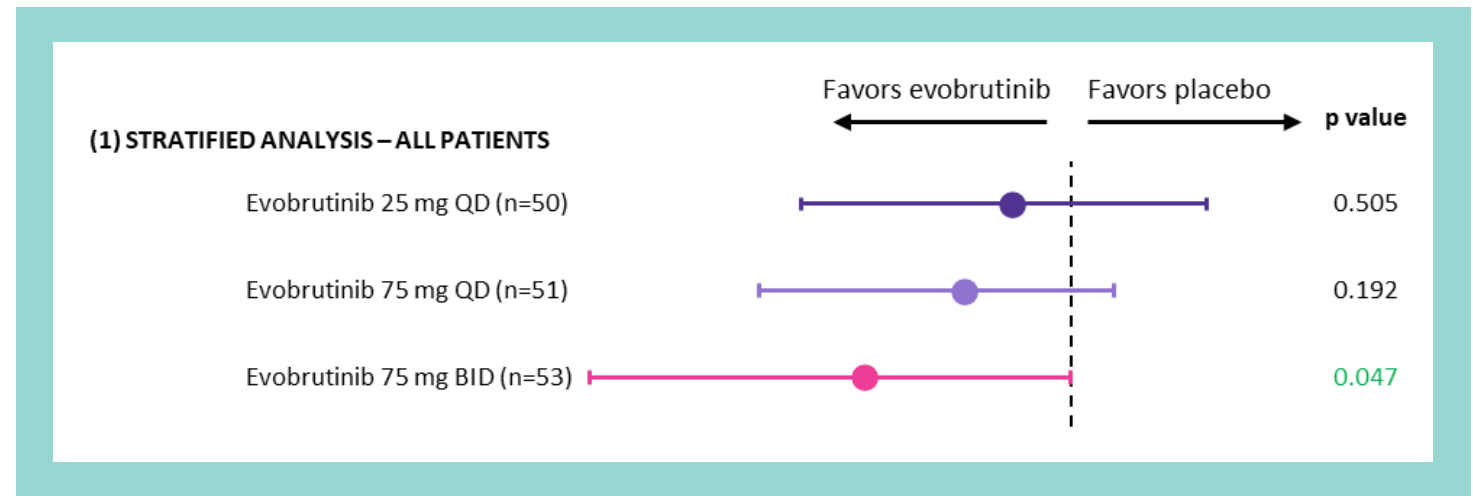 Favors evobrutinib Favors placebo
p value
(1) STRATIFIED ANALYSIS – ALL PATIENTS
Evobrutinib 25 mg QD (n=50) 0.505
Evobrutinib 75 mg QD (n=51) 0.192
Evobrutinib 75 mg BID (n=53) 0.047